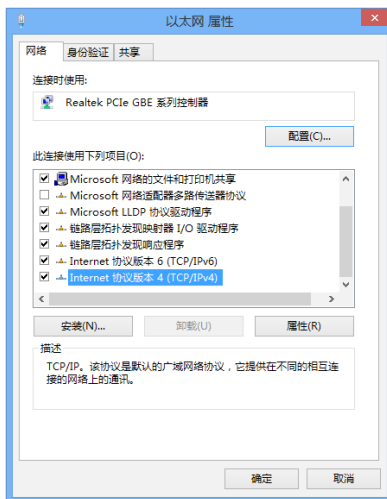 以太网 属性
网络 身份验证 共享
连接时使用:
Realtek PCIe GBE 系列控制器
配置(C)...
此连接使用下列项目(O):
Microsoft 网络的文件和打印机共享
Microsoft 网络适配器多路传送器协议
Microsoft LLDP 协议驱动程序
链路层拓扑发现映射器 I/O 驱动程序
链路层拓扑发现响应程序
Internet 协议版本 6 (TCP/IPv6)
Internet 协议版本 4 (TCP/IPv4)
安装(N)... 卸载(U) 属性(R)
描述
TCP/IP。该协议是默认的广域网络协议，它提供在不同的相互连
接的网络上的通讯。
确定 取消